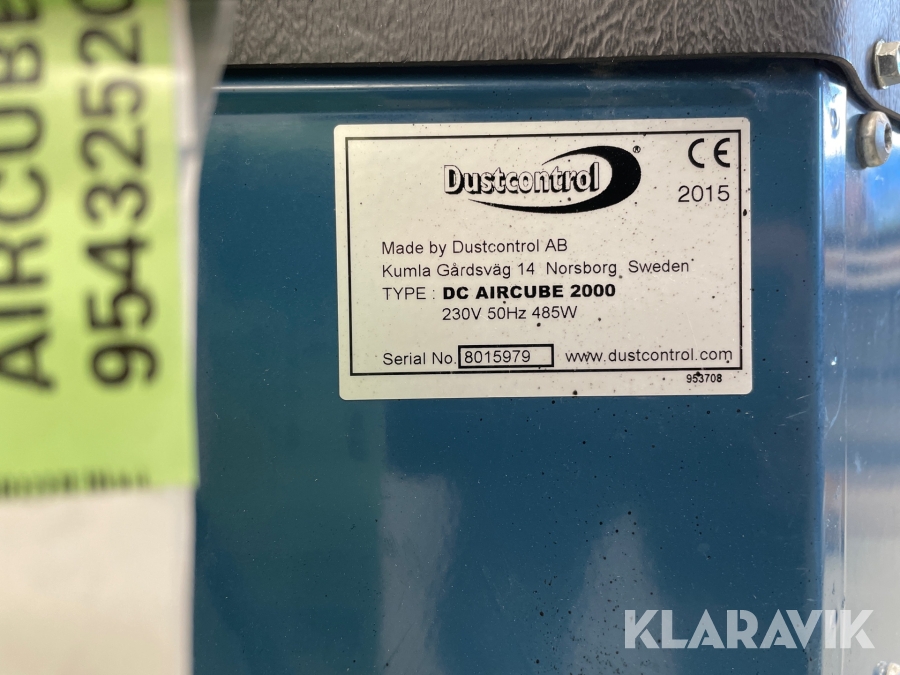 AIRCUBE
9543252
Dustcontrol®
CE
2015
Made by Dustcontrol AB
Kumla Gårdsväg 14 Norsborg Sweden
TYPE : DC AIRCUBE 2000
230V 50Hz 485W
Serial No. 8015979 www.dustcontrol.com
953708
KLARAVIK